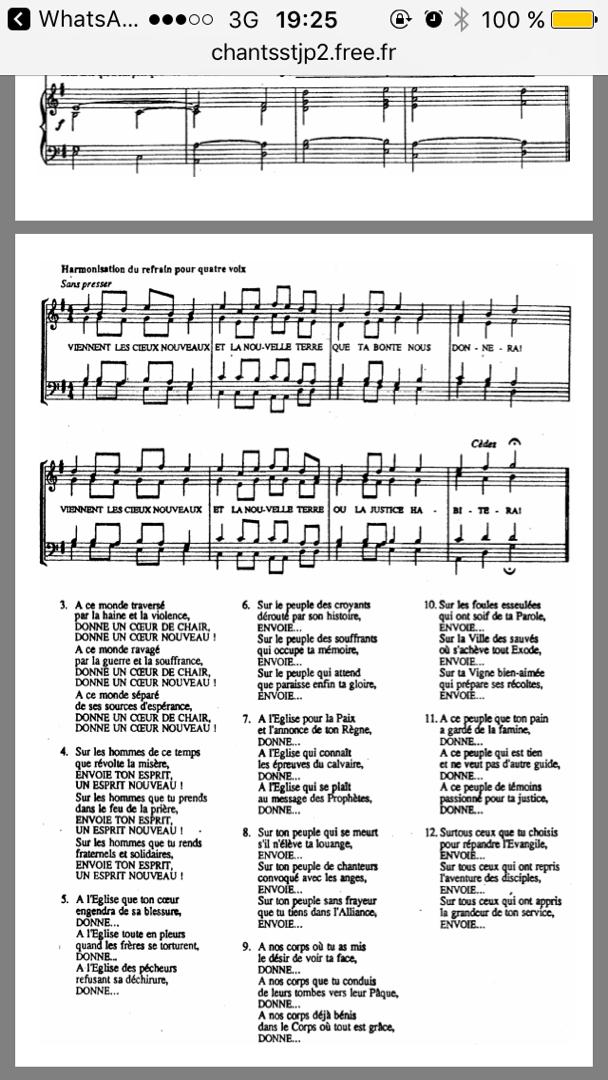 WhatsA... 3G 19:25 100 %
chantsstjp2.free.fr
f
Harmonisation du refrain pour quatre voix
Sans presser
VIENNENT LES CIEUX NOUVEAUX ET LA NOU-VELLE TERRE QUE TA BONTE NOUS DON - NE - RA!
Cédez
VIENNENT LES CIEUX NOUVEAUX ET LA NOU-VELLE TERRE OU LA JUSTICE HA - BI - TE - RA!
3. A ce monde traversé
par la haine et la violence,
DONNE UN CŒUR DE CHAIR,
DONNE UN CŒUR NOUVEAU !
A ce monde ravagé
par la guerre et la souffrance,
DONNE UN CŒUR DE CHAIR,
DONNE UN CŒUR NOUVEAU !
A ce monde séparé
de ses sources d'espérance,
DONNE UN CŒUR DE CHAIR,
DONNE UN CŒUR NOUVEAU !
4. Sur les hommes de ce temps
que révolte la misère,
ENVOIE TON ESPRIT,
UN ESPRIT NOUVEAU !
Sur les hommes que tu prends
dans le feu de la prière,
ENVOIE TON ESPRIT,
UN ESPRIT NOUVEAU !
Sur les hommes que tu rends
fraternels et solidaires,
ENVOIE TON ESPRIT,
UN ESPRIT NOUVEAU !
5. A l'Eglise que ton cœur
engendra de sa blessure,
DONNE...
A l'Eglise toute en pleurs
quand les frères se torturent,
DONNE...
A l'Eglise des pécheurs
refusant sa déchirure,
DONNE...
6. Sur le peuple des croyants
dérouté par son histoire,
ENVOIE...
Sur le peuple des souffrants
qui occupe ta mémoire,
ENVOIE...
Sur le peuple qui attend
que paraisse enfin ta gloire,
ENVOIE...
7. A l'Eglise pour la Paix
et l'annonce de ton Règne,
DONNE...
A l'Eglise qui connaît
les épreuves du calvaire,
DONNE...
A l'Eglise qui se plaît
au message des Prophètes,
DONNE...
8. Sur ton peuple qui se meurt
s'il n'élève ta louange,
ENVOIE...
Sur ton peuple de chanteurs
convoqué avec les anges,
ENVOIE...
Sur ton peuple sans frayeur
que tu tiens dans l'Alliance,
ENVOIE...
9. A nos corps où tu as mis
le désir de voir ta face,
DONNE...
A nos corps que tu conduis
de leurs tombes vers leur Pâque,
DONNE...
A nos corps déjà bénis
dans le Corps où tout est grâce,
DONNE...
10. Sur les foules esseulées
qui ont soif de ta Parole,
ENVOIE...
Sur la Ville des sauvés
où s'achève tout Exode,
ENVOIE...
Sur ta Vigne bien-aimée
qui prépare ses récoltes,
ENVOIE...
11. A ce peuple que ton pain
a gardé de la famine,
DONNE...
A ce peuple qui est tien
et ne veut pas d'autre guide,
DONNE...
A ce peuple de témoins
passionné pour ta justice,
DONNE...
12. Surtous ceux que tu choisis
pour répandre l'Evangile,
ENVOIE...
Sur tous ceux qui ont repris
l'aventure des disciples,
ENVOIE...
Sur tous ceux qui ont appris
la grandeur de ton service,
ENVOIE...